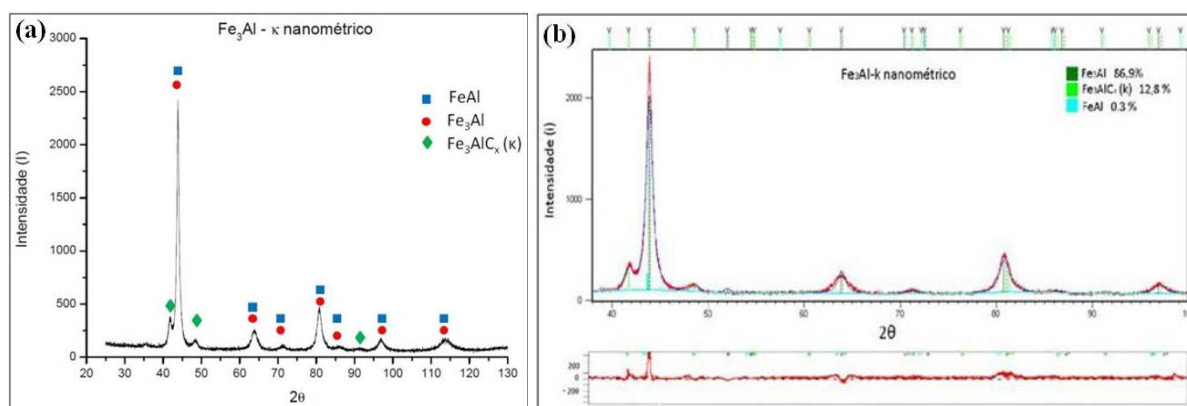 (a)
Fe₃Al - κ nanométrico
FeAl
Fe₃Al
Fe₃AlCₓ (κ)
Intensidade (I)
3000
2500
2000
1500
1000
500
0
20 30 40 50 60 70 80 90 100 110 120 130
2θ
(b)
Fe₃Al-k nanométrico
Fe₃Al 86,9%
Fe₃AlCₓ (k) 12,8 %
FeAl 0.3 %
Intensidade (i)
2000
1000
0
40 50 60 70 80 90 10
2θ
200
0
-200